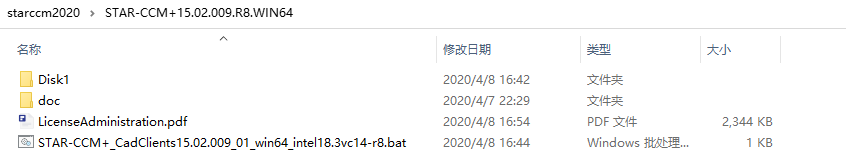 starccm2020 > STAR-CCM+15.02.009.R8.WIN64
名称 修改日期 类型 大小
Disk1 2020/4/8 16:42 文件夹
doc 2020/4/7 22:29 文件夹
LicenseAdministration.pdf 2020/4/8 16:54 PDF 文件 2,344 KB
STAR-CCM+_CadClients15.02.009_01_win64_intel18.3vc14-r8.bat 2020/4/8 16:44 Windows 批处理... 1 KB